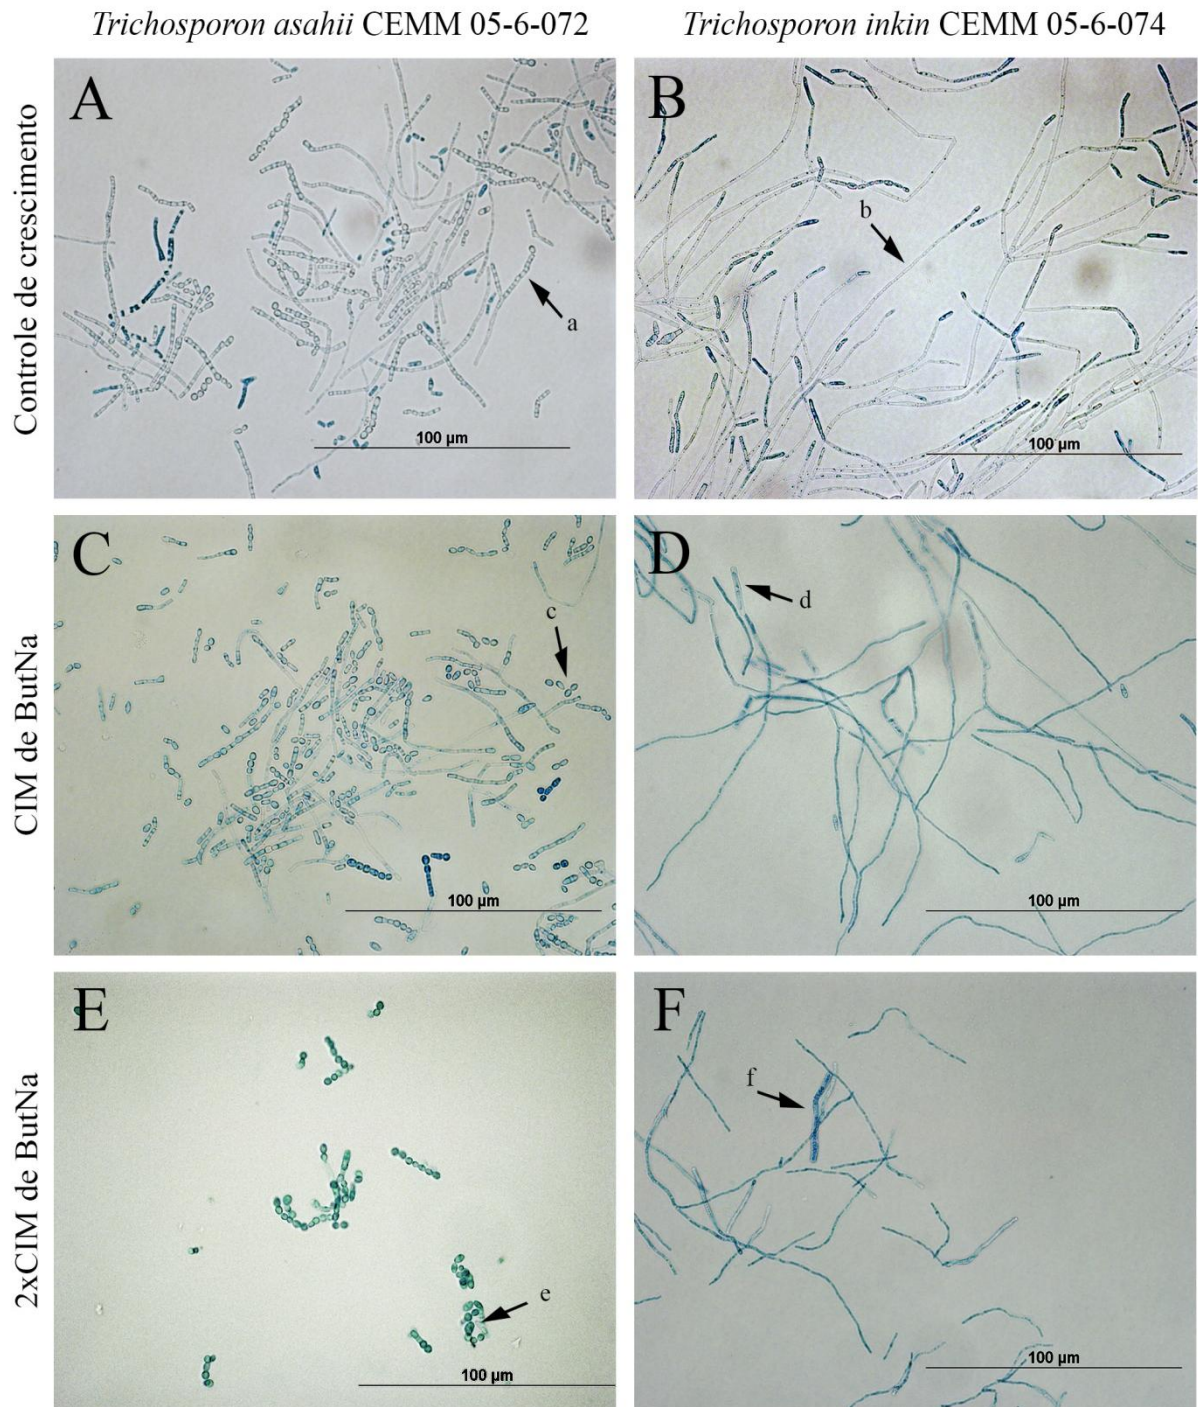 Trichosporon asahii CEMM 05-6-072
Trichosporon inkin CEMM 05-6-074
Controle de crescimento
A
a
100 µm
B
b
100 µm
CIM de ButNa
C
c
100 µm
D
d
100 µm
2xCIM de ButNa
E
e
100 µm
F
f
100 µm